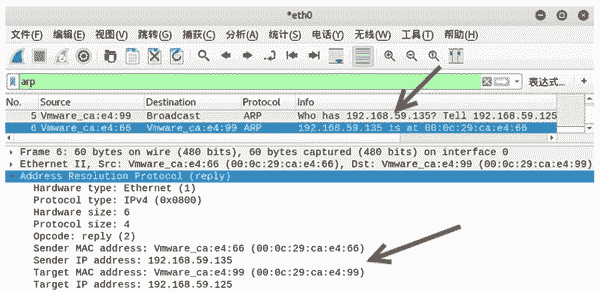 *eth0
文件(F) 编辑(E) 视图(V) 跳转(G) 捕获(C) 分析(A) 统计(S) 电话(Y) 无线(W) 工具(T) 帮助(H)
arp 表达式… +
No. Source Destination Protocol Info
5 Vmware_ca:e4:99 Broadcast ARP Who has 192.168.59.135? Tell 192.168.59.125
6 Vmware_ca:e4:66 Vmware_ca:e4:99 ARP 192.168.59.135 is at 00:0c:29:ca:e4:66
Frame 6: 60 bytes on wire (480 bits), 60 bytes captured (480 bits) on interface 0
Ethernet II, Src: Vmware_ca:e4:66 (00:0c:29:ca:e4:66), Dst: Vmware_ca:e4:99 (00:0c:29:ca:e4:99)
Address Resolution Protocol (reply)
Hardware type: Ethernet (1)
Protocol type: IPv4 (0x0800)
Hardware size: 6
Protocol size: 4
Opcode: reply (2)
Sender MAC address: Vmware_ca:e4:66 (00:0c:29:ca:e4:66)
Sender IP address: 192.168.59.135
Target MAC address: Vmware_ca:e4:99 (00:0c:29:ca:e4:99)
Target IP address: 192.168.59.125